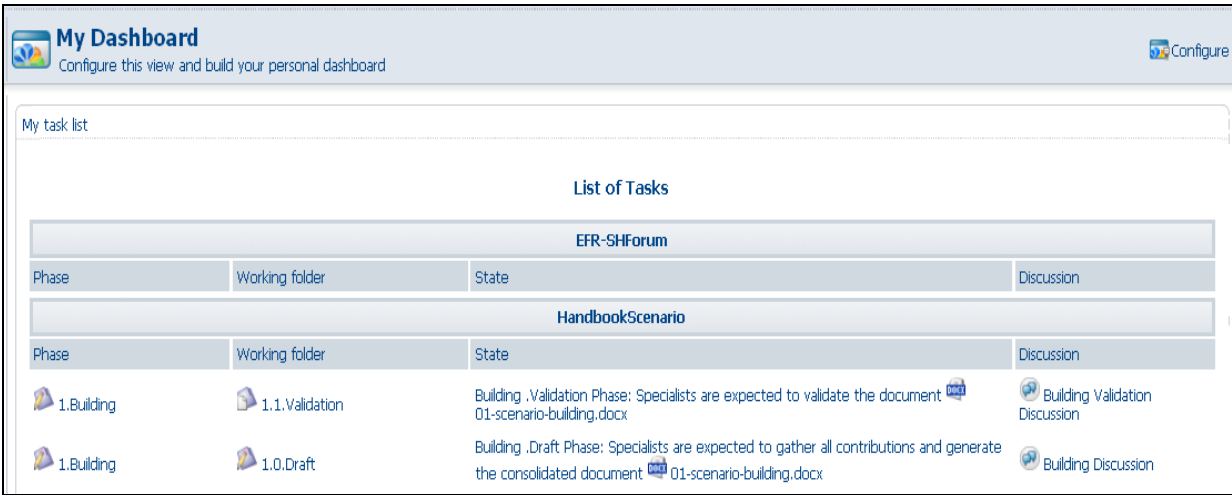 My Dashboard
Configure this view and build your personal dashboard
Configure
My task list
List of Tasks
EFR-SHForum
Phase Working folder State Discussion
HandbookScenario
Phase Working folder State Discussion
1.Building 1.1.Validation Building .Validation Phase: Specialists are expected to validate the document DOCX Building Validation
01-scenario-building.docx Discussion
1.Building 1.0.Draft Building .Draft Phase: Specialists are expected to gather all contributions and generate
the consolidated document DOCX 01-scenario-building.docx Building Discussion